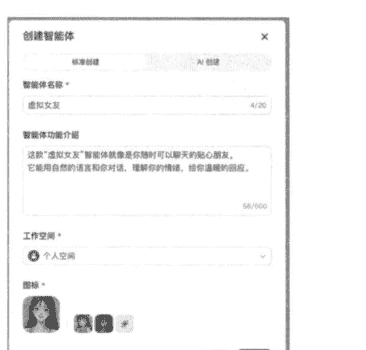 创建智能体
标准创建 AI 创建
智能体名称 *
虚拟女友 4/20
智能体功能介绍
这款“虚拟女友”智能体就像是你随时可以聊天的贴心朋友，
它能用自然的语言和你对话，理解你的情绪，给你温暖的回应。
56/500
工作空间 *
个人空间
图标 *